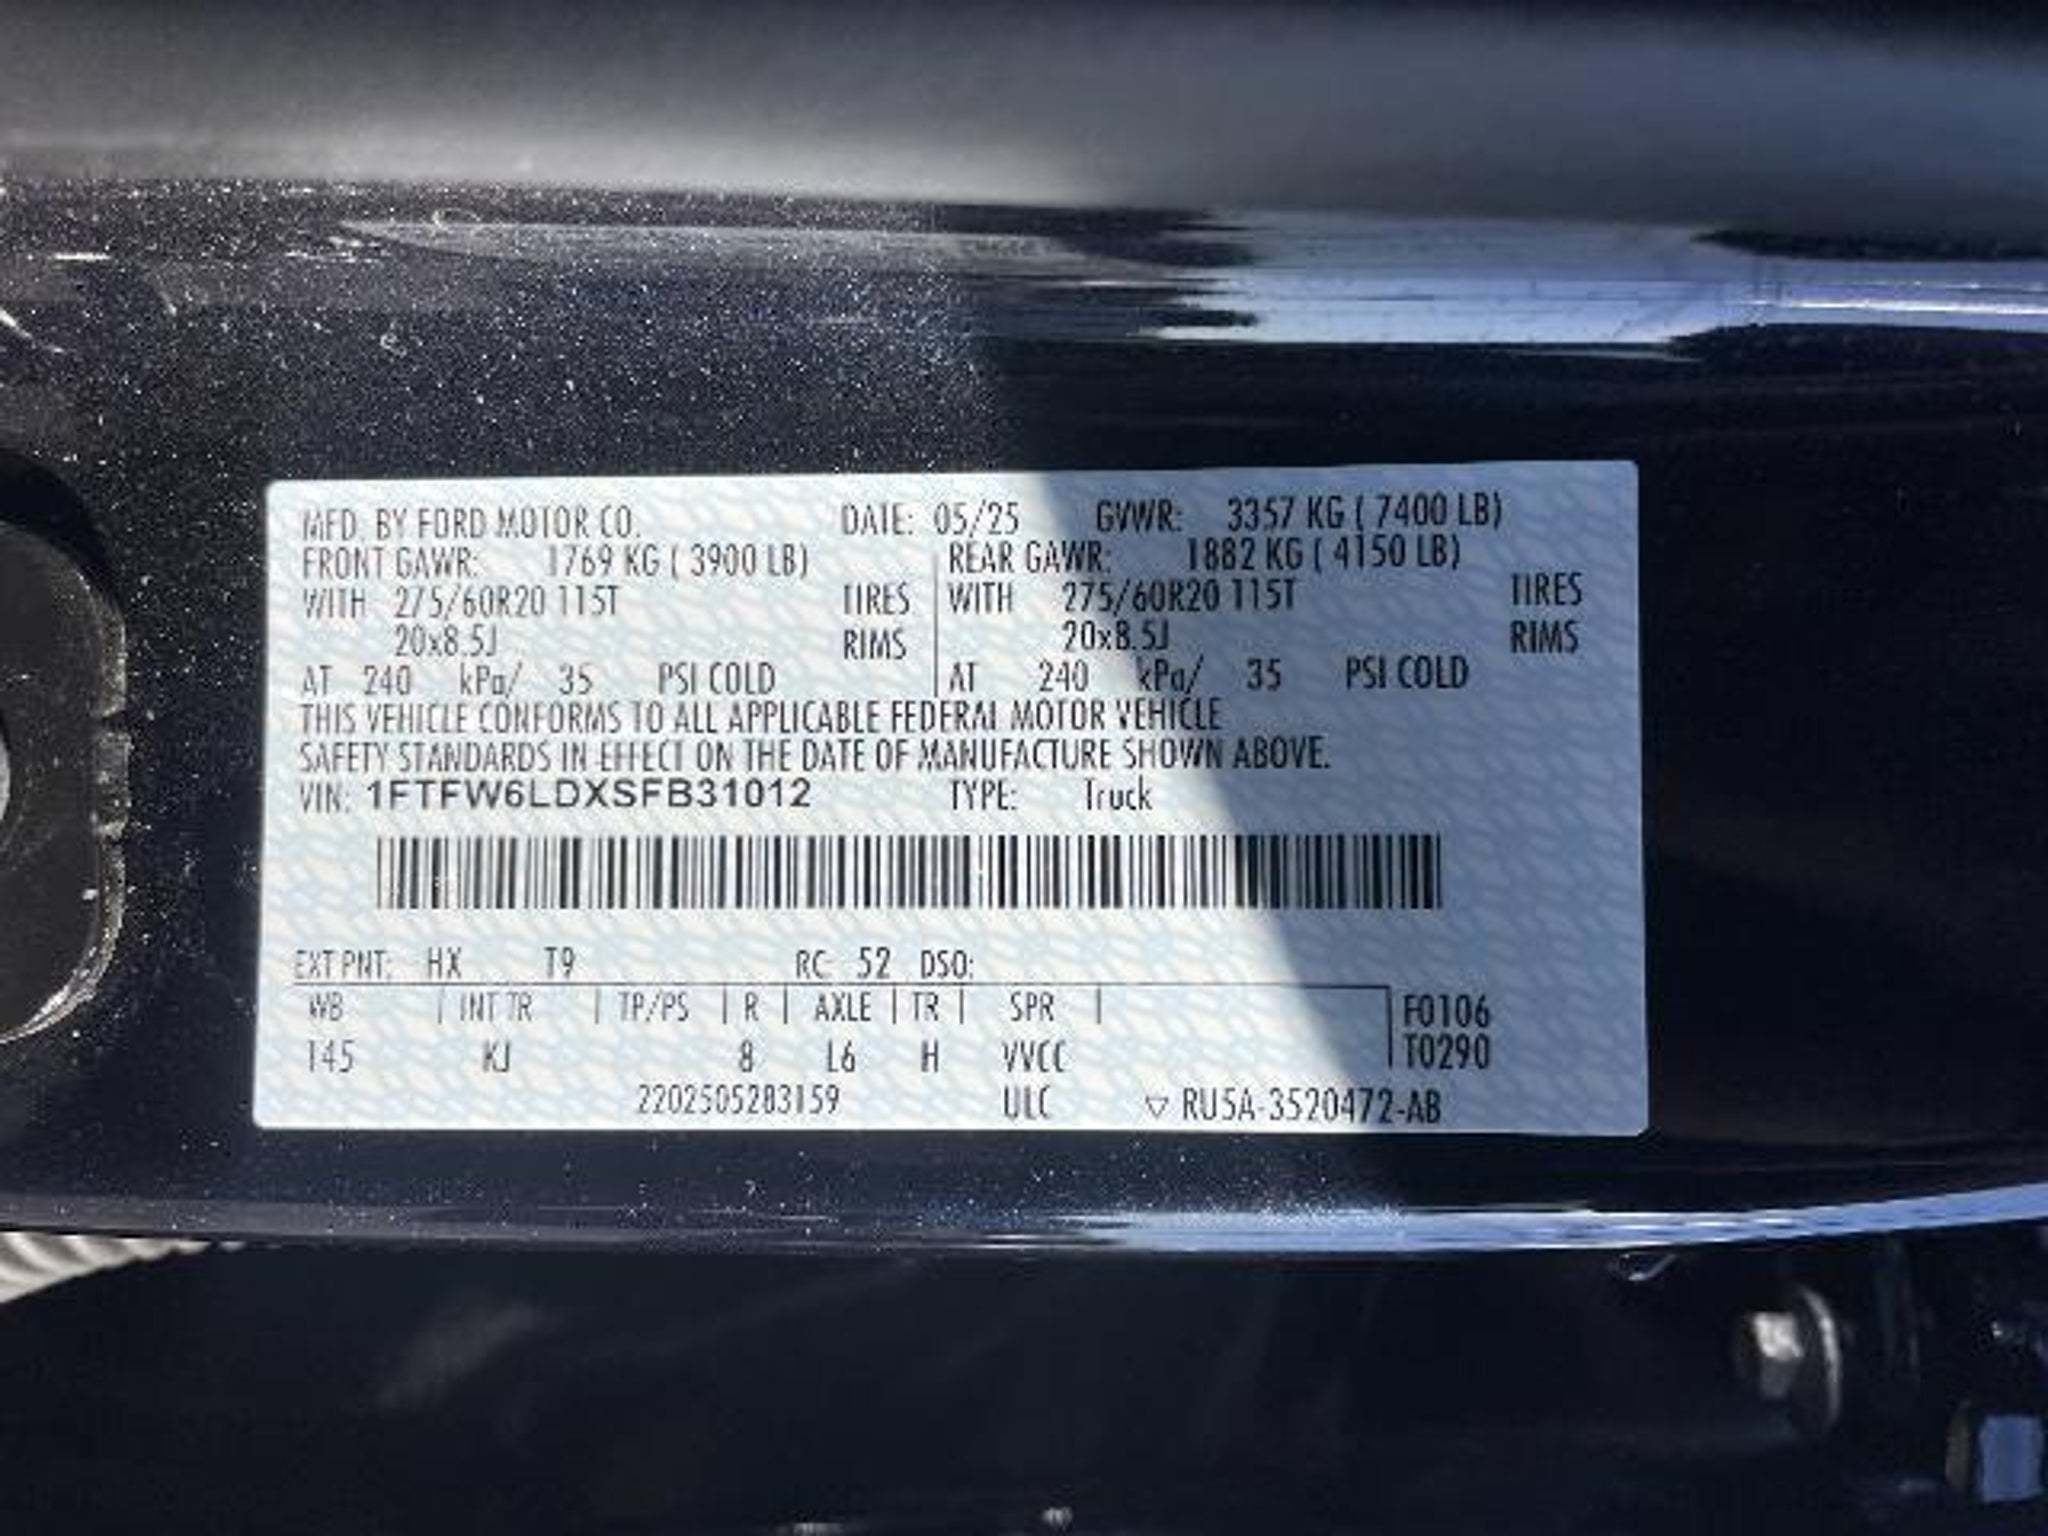 MFD. BY FORD MOTOR CO. DATE: 05/25 GVWR: 3357 KG ( 7400 LB)
FRONT GAWR: 1769 KG ( 3900 LB) REAR GAWR: 1882 KG ( 4150 LB)
WITH 275/60R20 115T TIRES WITH 275/60R20 115T TIRES
20x8.5J RIMS 20x8.5J RIMS
AT 240 kPa/ 35 PSI COLD AT 240 kPa/ 35 PSI COLD
THIS VEHICLE CONFORMS TO ALL APPLICABLE FEDERAL MOTOR VEHICLE
SAFETY STANDARDS IN EFFECT ON THE DATE OF MANUFACTURE SHOWN ABOVE.
VIN: 1FTFW6LDXSFB31012 TYPE: Truck
EXT PNT: HX T9 RC: 52 DSO:
WB INT TR TP/PS R AXLE TR SPR F0106
145 KJ 8 L6 H VVCC T0290
2202505283159 ULC ▽ RU5A-3520472-AB